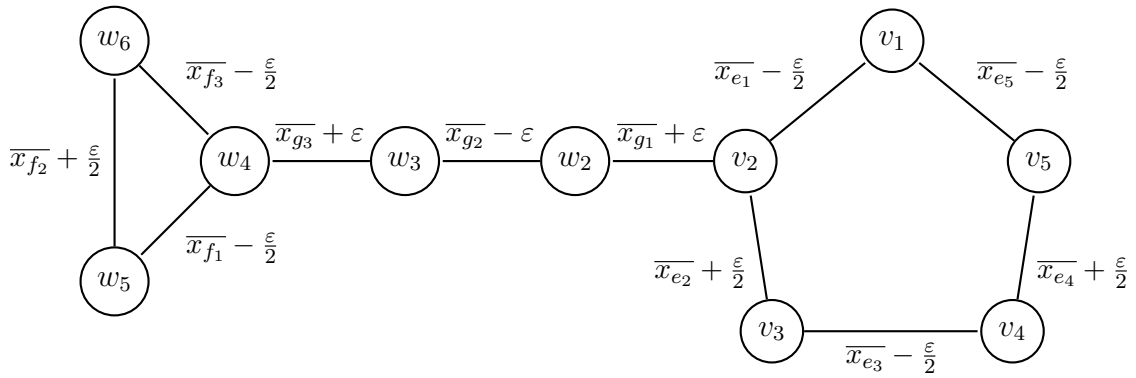 w₆
v₁
x̅_{f₃} − ε/2
x̅_{e₁} − ε/2
x̅_{e₅} − ε/2
x̅_{f₂} + ε/2
x̅_{g₃} + ε
x̅_{g₂} − ε
x̅_{g₁} + ε
w₄
w₃
w₂
v₂
v₅
x̅_{f₁} − ε/2
w₅
x̅_{e₂} + ε/2
x̅_{e₄} + ε/2
v₃
v₄
x̅_{e₃} − ε/2